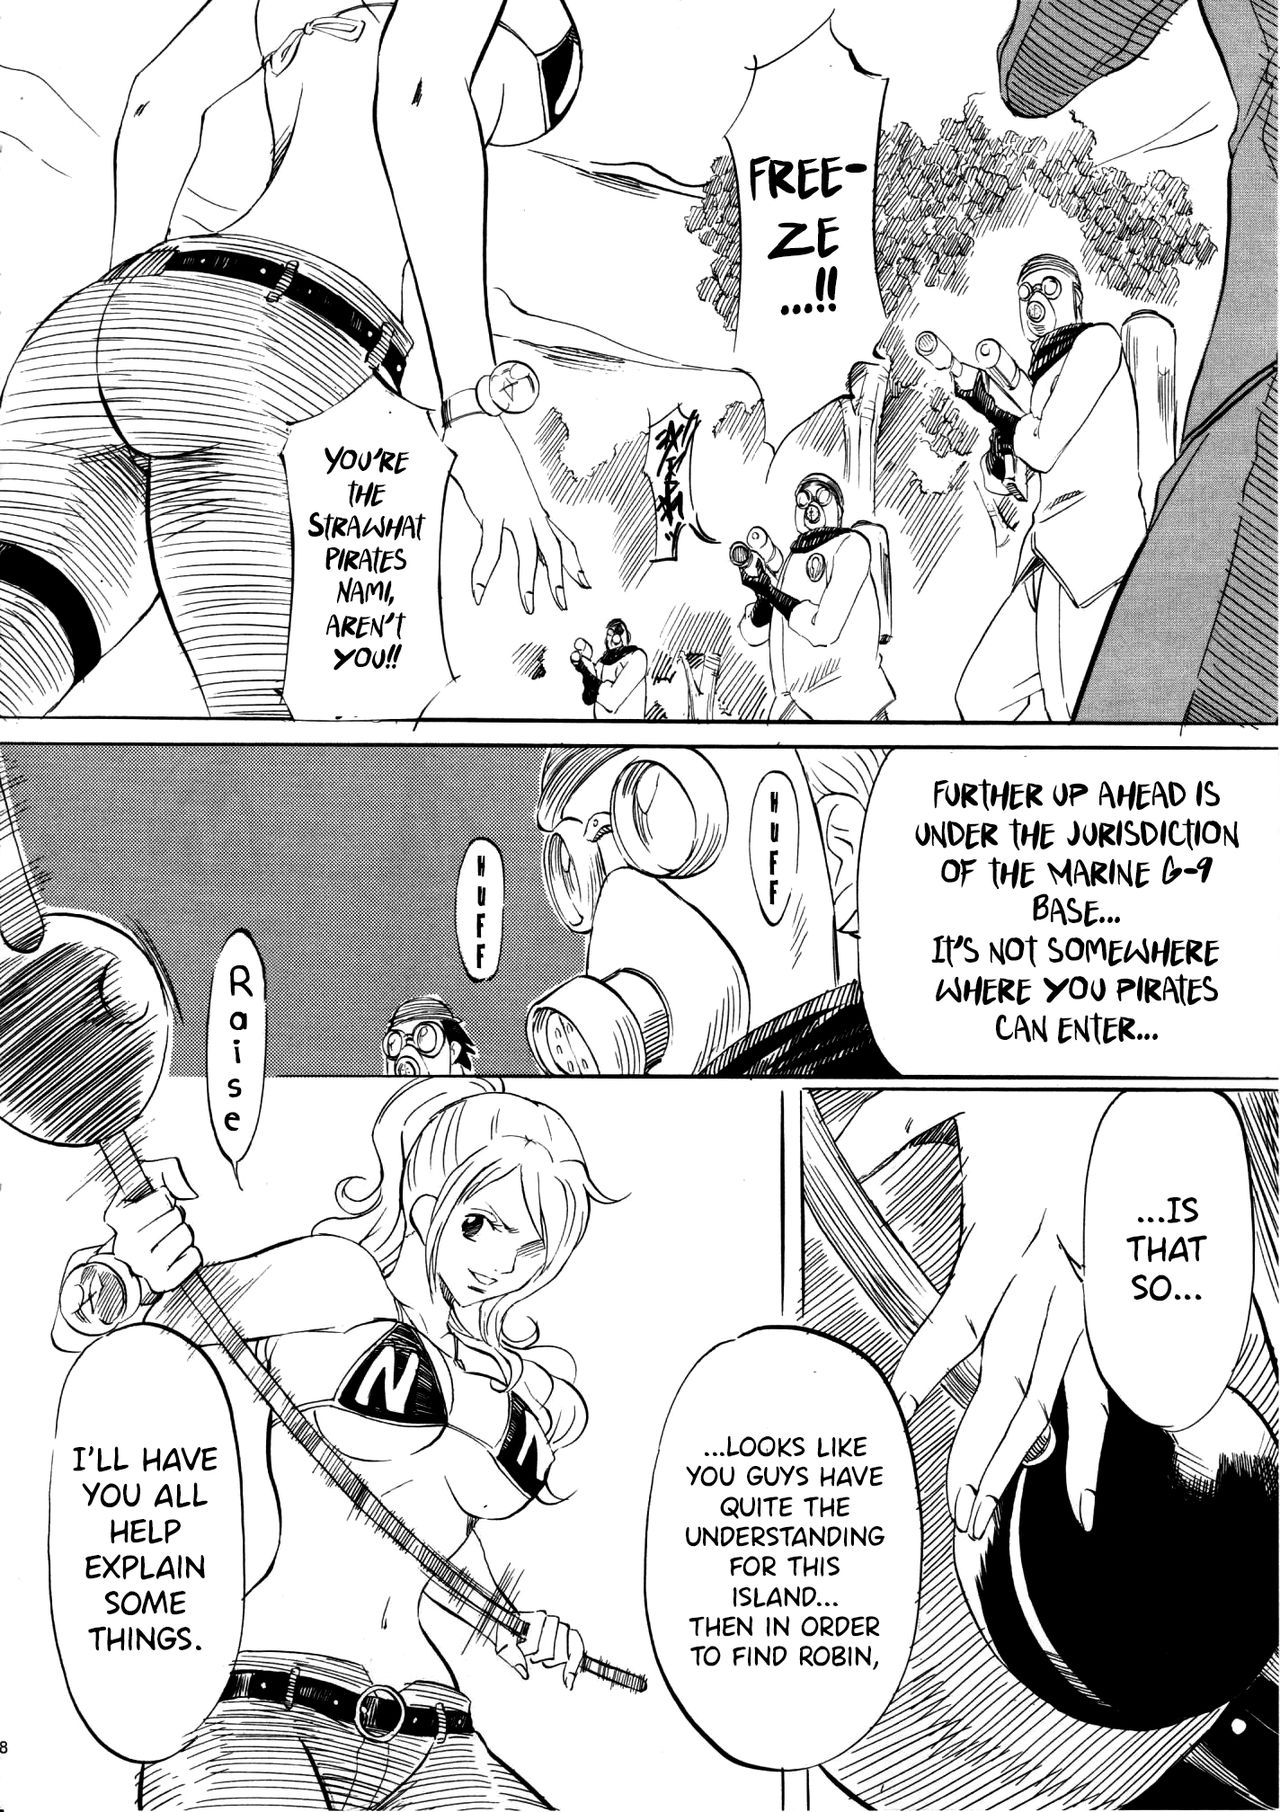 FREE-
ZE
...!!
YOU'RE
THE
STRAWHAT
PIRATES
NAMI,
AREN'T
YOU!!
FURTHER UP AHEAD IS
UNDER THE JURISDICTION
OF THE MARINE G-9
BASE...
IT'S NOT SOMEWHERE
WHERE YOU PIRATES
CAN ENTER...
HUFF
HUFF
...IS
THAT
SO...
...LOOKS LIKE
YOU GUYS HAVE
QUITE THE
UNDERSTANDING
FOR THIS
ISLAND...
THEN IN ORDER
TO FIND ROBIN,
Raise
N
I'LL HAVE
YOU ALL
HELP
EXPLAIN
SOME
THINGS.
8